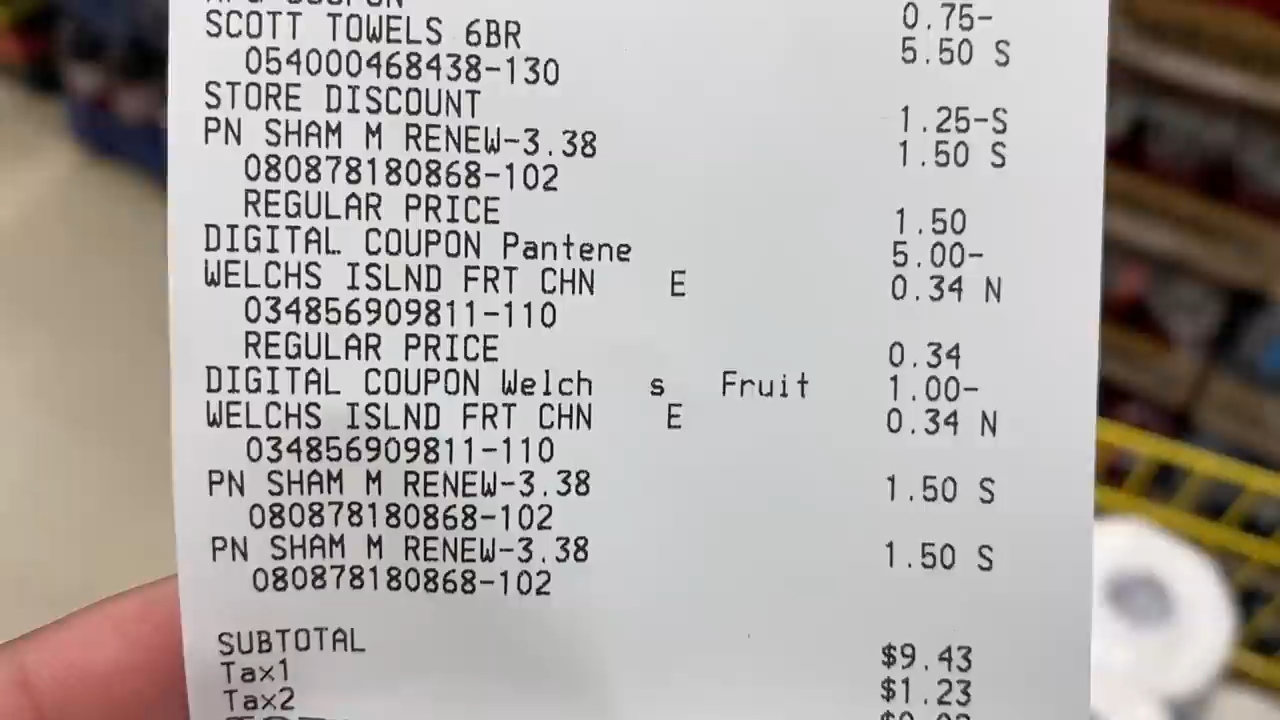 COUPON 0.75-
SCOTT TOWELS 6BR 5.50 S
054000468438-130
STORE DISCOUNT 1.25-S
PN SHAM M RENEW-3.38 1.50 S
080878180868-102
REGULAR PRICE 1.50
DIGITAL COUPON Pantene 5.00-
WELCHS ISLND FRT CHN E 0.34 N
034856909811-110
REGULAR PRICE 0.34
DIGITAL COUPON Welch s Fruit 1.00-
WELCHS ISLND FRT CHN E 0.34 N
034856909811-110
PN SHAM M RENEW-3.38 1.50 S
080878180868-102
PN SHAM M RENEW-3.38 1.50 S
080878180868-102
SUBTOTAL $9.43
Tax1 $1.23
Tax2